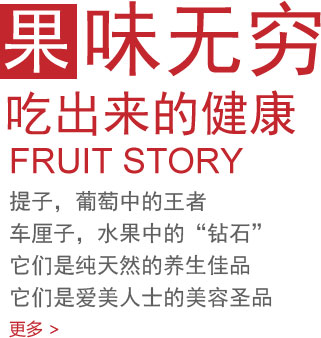 果味无穷
吃出来的健康
FRUIT STORY
提子，葡萄中的王者
车厘子，水果中的“钻石”
它们是纯天然的养生佳品
它们是爱美人士的美容圣品
更多 >